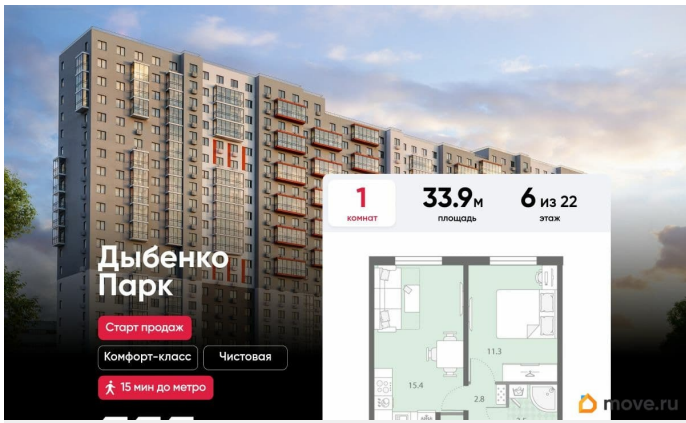 1
комнат
33.9 м
площадь
6 из 22
этаж
Дыбенко
Парк
Старт продаж
Комфорт-класс
Чистовая
15 мин до метро
15.4
11.3
2.8
move.ru